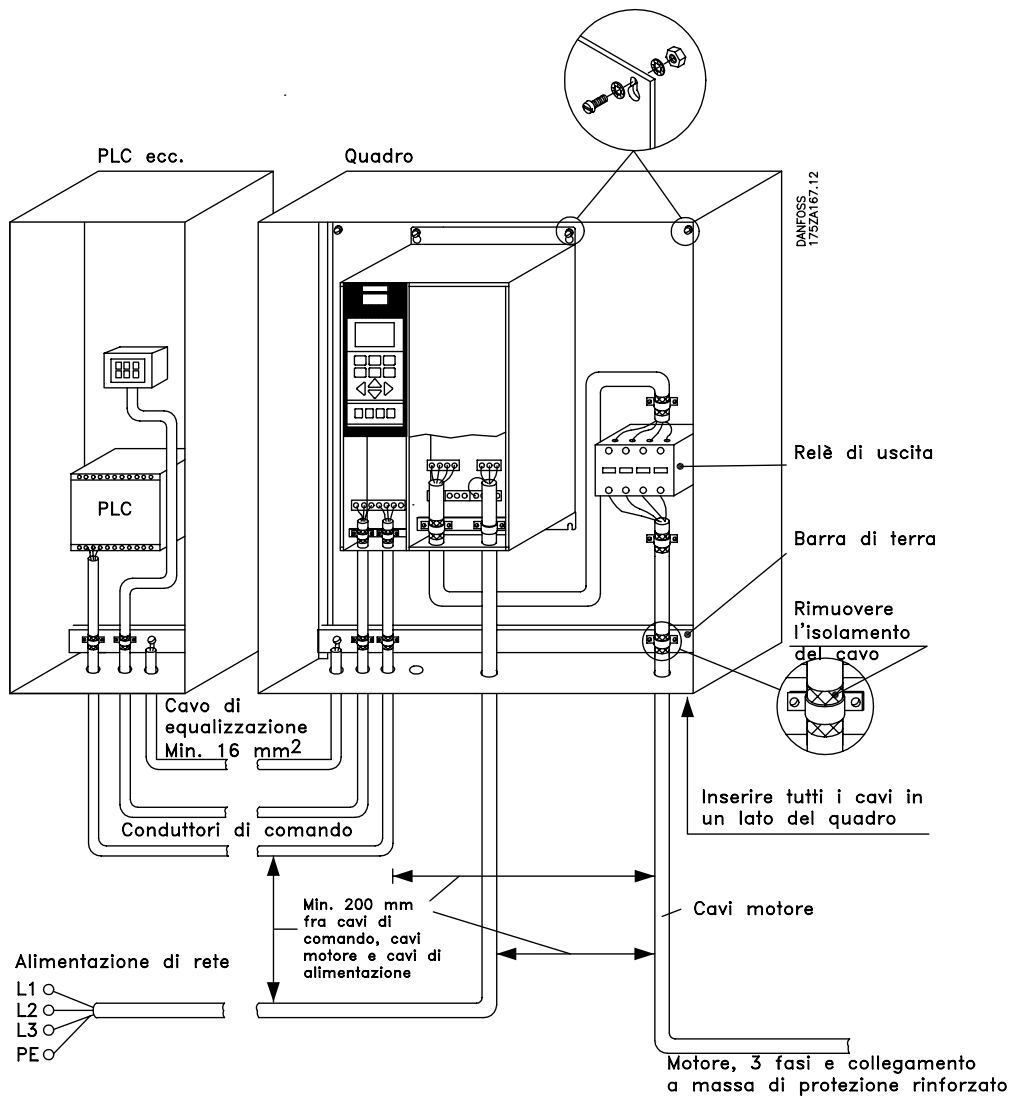 PLC ecc.
Quadro
DANFOSS
175ZA167.12
PLC
Relè di uscita
Barra di terra
Rimuovere
l'isolamento
del cavo
Cavo di
equalizzazione
Min. 16 mm2
Inserire tutti i cavi in
un lato del quadro
Conduttori di comando
Min. 200 mm
fra cavi di
comando, cavi
motore e cavi di
alimentazione
Cavi motore
Alimentazione di rete
L1
L2
L3
PE
Motore, 3 fasi e collegamento
a massa di protezione rinforzato